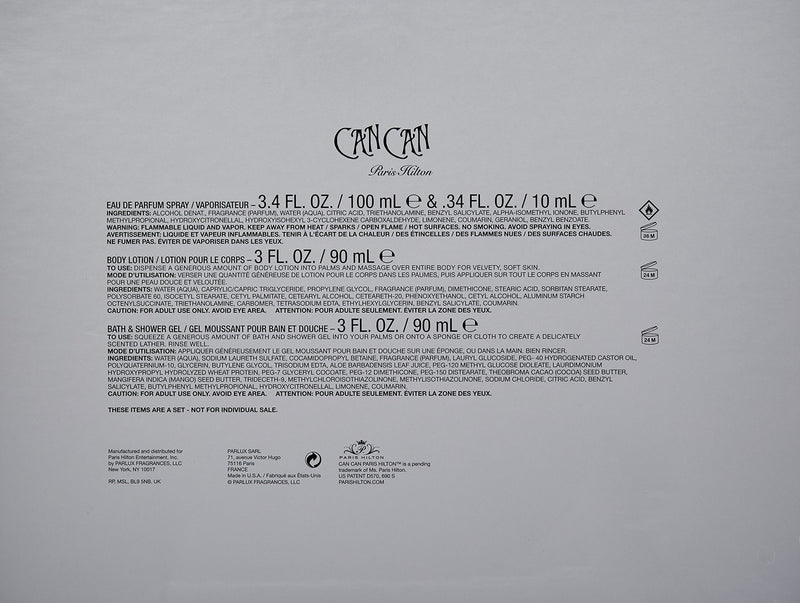 CAN CAN
Paris Hilton
EAU DE PARFUM SPRAY / VAPORISATEUR – 3.4 FL. OZ. / 100 mL ℮ & .34 FL. OZ. / 10 mL ℮
INGREDIENTS: ALCOHOL DENAT., FRAGRANCE (PARFUM), WATER (AQUA), CITRIC ACID, TRIETHANOLAMINE, BENZYL SALICYLATE, ALPHA-ISOMETHYL IONONE, BUTYLPHENYL
METHYLPROPIONAL, HYDROXYCITRONELLAL, HYDROXYISOHEXYL 3-CYCLOHEXENE CARBOXALDEHYDE, LIMONENE, COUMARIN, GERANIOL, BENZYL BENZOATE.
WARNING: FLAMMABLE LIQUID AND VAPOR. KEEP AWAY FROM HEAT / SPARKS / OPEN FLAME / HOT SURFACES. NO SMOKING. AVOID SPRAYING IN EYES.
AVERTISSEMENT: LIQUIDE ET VAPEUR INFLAMMABLES. TENIR À L'ÉCART DE LA CHALEUR / DES ÉTINCELLES / DES FLAMMES NUES / DES SURFACES CHAUDES.
NE FUMER PAS. ÉVITER DE VAPORISER DANS LES YEUX.
36 M
BODY LOTION / LOTION POUR LE CORPS – 3 FL. OZ. / 90 mL ℮
TO USE: DISPENSE A GENEROUS AMOUNT OF BODY LOTION INTO PALMS AND MASSAGE OVER ENTIRE BODY FOR VELVETY, SOFT SKIN.
MODE D'UTILISATION: VERSER UNE QUANTITÉ GÉNÉREUSE DE LOTION POUR LE CORPS DANS LES PAUMES, PUIS APPLIQUER SUR TOUT LE CORPS EN MASSANT
POUR UNE PEAU DOUCE ET VELOUTÉE.
INGREDIENTS: WATER (AQUA), CAPRYLIC/CAPRIC TRIGLYCERIDE, PROPYLENE GLYCOL, FRAGRANCE (PARFUM), DIMETHICONE, STEARIC ACID, SORBITAN STEARATE,
POLYSORBATE 60, ISOCETYL STEARATE, CETYL PALMITATE, CETEARYL ALCOHOL, CETEARETH-20, PHENOXYETHANOL, CETYL ALCOHOL, ALUMINUM STARCH
OCTENYLSUCCINATE, TRIETHANOLAMINE, CARBOMER, TETRASODIUM EDTA, ETHYLHEXYLGLYCERIN, BENZYL SALICYLATE, COUMARIN.
CAUTION: FOR ADULT USE ONLY. AVOID EYE AREA. ATTENTION: POUR ADULTE SEULEMENT. ÉVITER LA ZONE DES YEUX.
24 M
BATH & SHOWER GEL / GEL MOUSSANT POUR BAIN ET DOUCHE – 3 FL. OZ. / 90 mL ℮
TO USE: SQUEEZE A GENEROUS AMOUNT OF BATH AND SHOWER GEL INTO YOUR PALMS OR ONTO A SPONGE OR CLOTH TO CREATE A DELICATELY
SCENTED LATHER. RINSE WELL.
MODE D'UTILISATION: APPLIQUER GÉNÉREUSEMENT LE GEL MOUSSANT POUR BAIN ET DOUCHE SUR UNE ÉPONGE, OU DANS LA MAIN. BIEN RINCER.
INGREDIENTS: WATER (AQUA), SODIUM LAURETH SULFATE, COCAMIDOPROPYL BETAINE, FRAGRANCE (PARFUM), LAURYL GLUCOSIDE, PEG- 40 HYDROGENATED CASTOR OIL,
POLYQUATERNIUM-10, GLYCERIN, BUTYLENE GLYCOL, TRISODIUM EDTA, ALOE BARBADENSIS LEAF JUICE, PEG-120 METHYL GLUCOSE DIOLEATE, LAURDIMONIUM
HYDROXYPROPYL HYDROLYZED WHEAT PROTEIN, PEG-7 GLYCERYL COCOATE, PEG-12 DIMETHICONE, PEG-150 DISTEARATE, THEOBROMA CACAO (COCOA) SEED BUTTER,
MANGIFERA INDICA (MANGO) SEED BUTTER, TRIDECETH-9, METHYLCHLOROISOTHIAZOLINONE, METHYLISOTHIAZOLINONE, SODIUM CHLORIDE, CITRIC ACID, BENZYL
SALICYLATE, BUTYLPHENYL METHYLPROPIONAL, HYDROXYCITRONELLAL, LIMONENE, COUMARIN.
CAUTION: FOR ADULT USE ONLY. AVOID EYE AREA. ATTENTION: POUR ADULTE SEULEMENT. ÉVITER LA ZONE DES YEUX.
24 M
THESE ITEMS ARE A SET - NOT FOR INDIVIDUAL SALE.
Manufactured and distributed for
Paris Hilton Entertainment, Inc.
by PARLUX FRAGRANCES, LLC
New York, NY 10017
RP, MSL, BL9 5NB. UK
PARLUX SARL
71, avenue Victor Hugo
75116 Paris
FRANCE
Made in U.S.A. / Fabriqué aux États-Unis
© PARLUX FRAGRANCES, LLC
PARIS HILTON
CAN CAN PARIS HILTON™ is a pending
trademark of Ms. Paris Hilton.
US PATENT D570, 690 S
PARISHILTON.COM